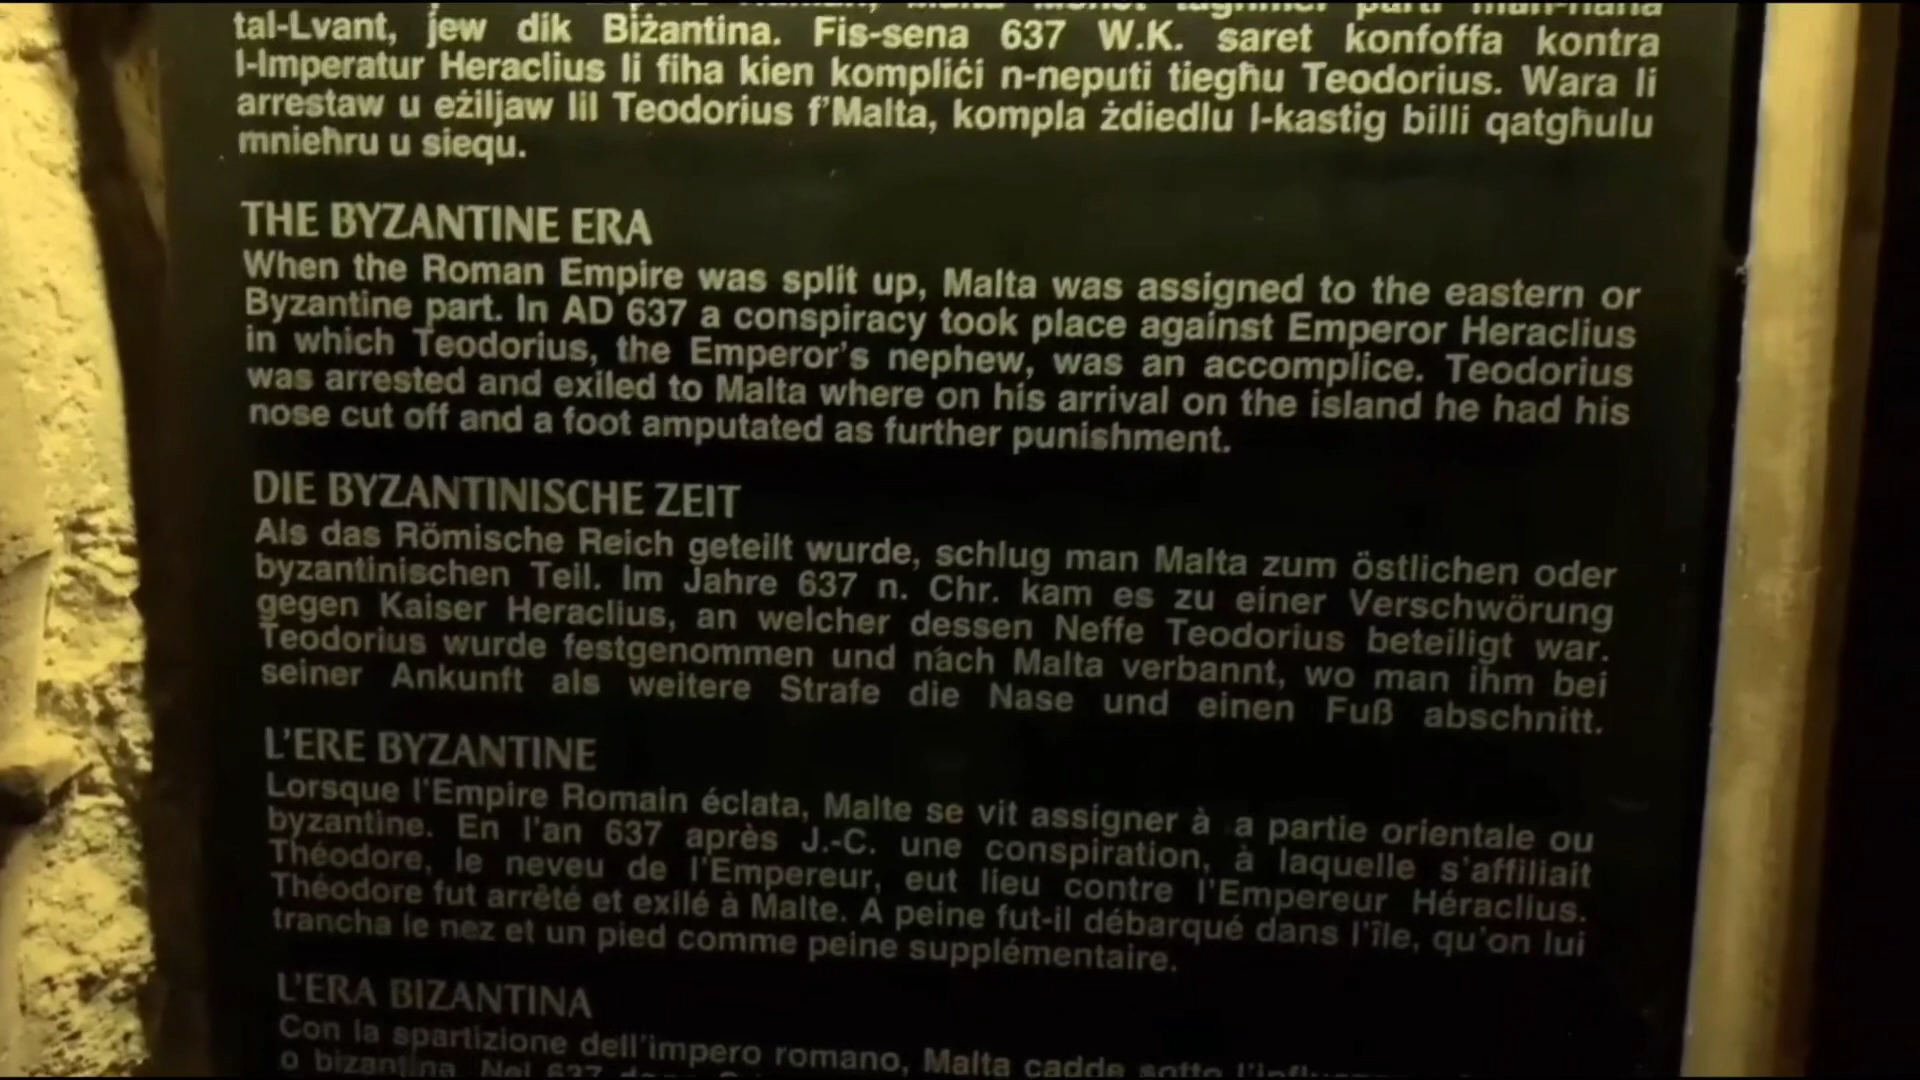 tal-Lvant, jew dik Biżantina. Fis-sena 637 W.K. saret konfoffa kontra
l-Imperatur Heraclius li fiha kien kompliċi n-neputi tiegħu Teodorius. Wara li
arrestaw u eżiljaw lil Teodorius f'Malta, kompla żdiedlu l-kastig billi qatgħulu
mnieħru u siequ.
THE BYZANTINE ERA
When the Roman Empire was split up, Malta was assigned to the eastern or
Byzantine part. In AD 637 a conspiracy took place against Emperor Heraclius
in which Teodorius, the Emperor's nephew, was an accomplice. Teodorius
was arrested and exiled to Malta where on his arrival on the island he had his
nose cut off and a foot amputated as further punishment.
DIE BYZANTINISCHE ZEIT
Als das Römische Reich geteilt wurde, schlug man Malta zum östlichen oder
byzantinischen Teil. Im Jahre 637 n. Chr. kam es zu einer Verschwörung
gegen Kaiser Heraclius, an welcher dessen Neffe Teodorius beteiligt war.
Teodorius wurde festgenommen und nach Malta verbannt, wo man ihm bei
seiner Ankunft als weitere Strafe die Nase und einen Fuß abschnitt.
L'ERE BYZANTINE
Lorsque l'Empire Romain éclata, Malte se vit assigner à a partie orientale ou
byzantine. En l'an 637 après J.-C. une conspiration, à laquelle s'affiliait
Théodore, le neveu de l'Empereur, eut lieu contre l'Empereur Héraclius.
Théodore fut arrêté et exilé à Malte. A peine fut-il débarqué dans l'île, qu'on lui
trancha le nez et un pied comme peine supplémentaire.
L'ERA BIZANTINA
Con la spartizione dell'impero romano, Malta cadde sotto
o bizantina. Nel 637